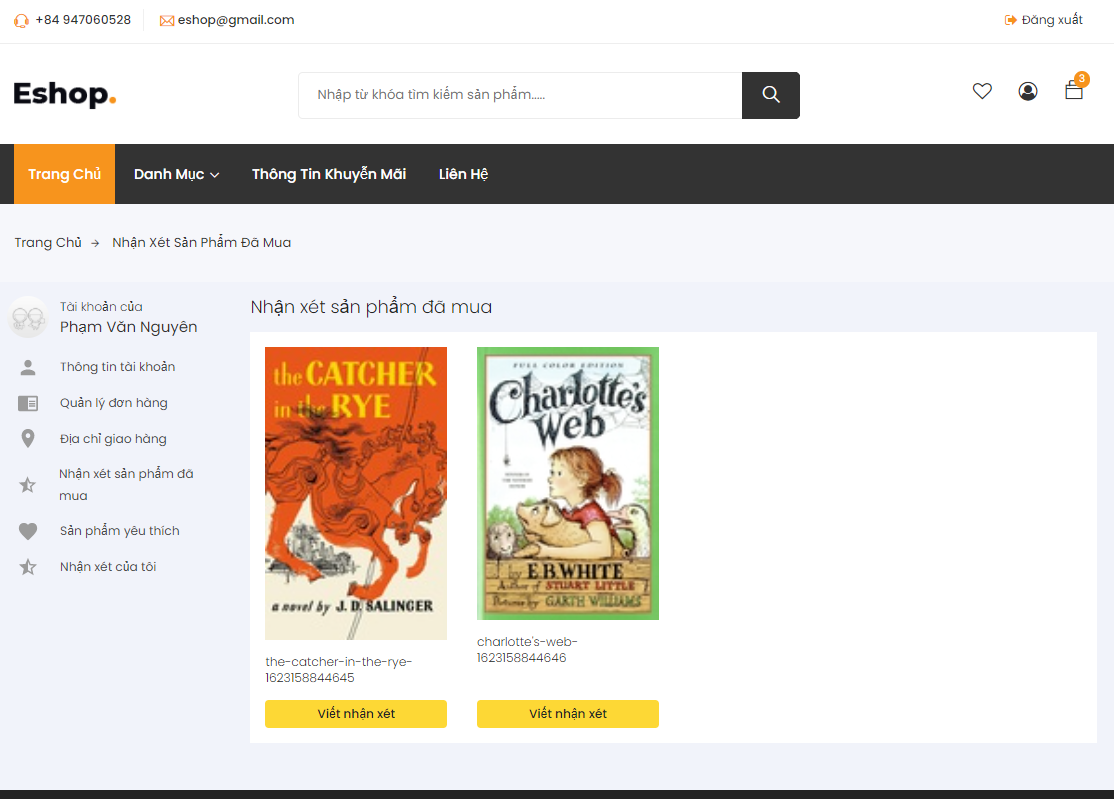 +84 947060528
eshop@gmail.com
Đăng xuất
Eshop.
Nhập từ khóa tìm kiếm sản phẩm.....
3
Trang Chủ
Danh Mục
Thông Tin Khuyễn Mãi
Liên Hệ
Trang Chủ → Nhận Xét Sản Phẩm Đã Mua
Tài khoản của
Phạm Văn Nguyên
Thông tin tài khoản
Quản lý đơn hàng
Địa chỉ giao hàng
Nhận xét sản phẩm đã
mua
Sản phẩm yêu thích
Nhận xét của tôi
Nhận xét sản phẩm đã mua
the CATCHER
in the RYE
a novel by J. D. SALINGER
the-catcher-in-the-rye-
1623158844645
Viết nhận xét
FULL COLOR EDITION
Charlotte's
Web
by E B WHITE
Author of STUART LITTLE
Pictures by GARTH WILLIAMS
charlotte's-web-
1623158844646
Viết nhận xét